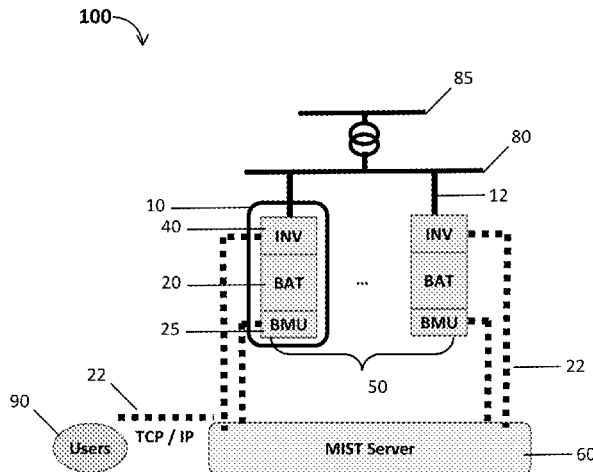 100
85
80
10
12
40
INV
INV
20
BAT
...
BAT
25
BMU
BMU
22
50
22
90
TCP / IP
Users
MIST Server
60